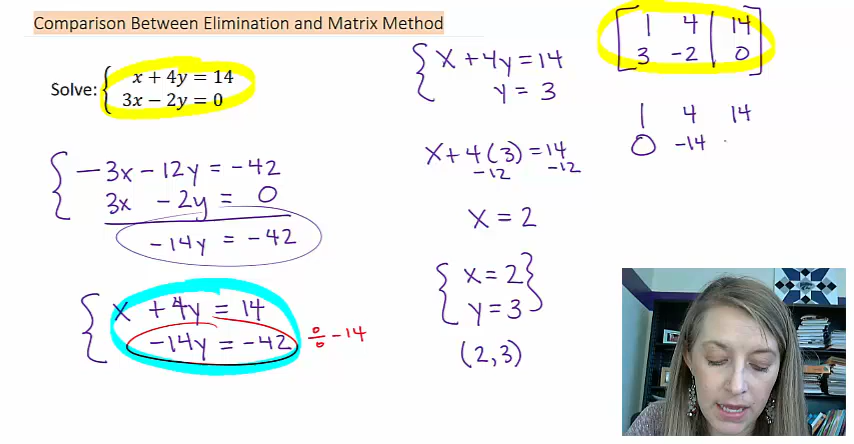 Comparison Between Elimination and Matrix Method
Solve: { x + 4y = 14
3x − 2y = 0
−3x − 12y = −42
3x − 2y = 0
−14y = −42
x + 4y = 14
−14y = −42 ÷ −14
x + 4y = 14
y = 3
x + 4(3) = 14
−12 −12
x = 2
x = 2
y = 3
(2,3)
1 4 14
3 −2 0
1 4 14
0 −14